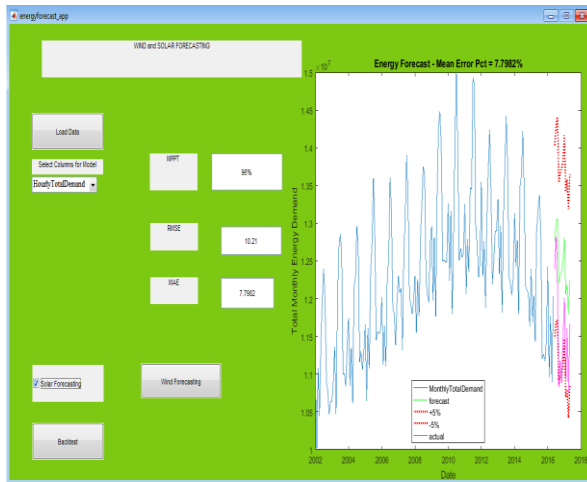 energyforecast_app
WIND and SOLAR FORECASTING
Load Data
Select Columns for Model
HourlyTotalDemand
MPPT
96%
RMSE
10.21
MAE
7.7982
Solar Forecasting
Wind Forecasting
Backtest
Energy Forecast - Mean Error Pct = 7.7982%
×10^7
1.5
1.45
1.4
1.35
1.3
1.25
1.2
1.15
1.1
1.05
1
Total Monthly Energy Demand
MonthlyTotalDemand
forecast
+5%
-5%
actual
2002 2004 2006 2008 2010 2012 2014 2016 2018
Date